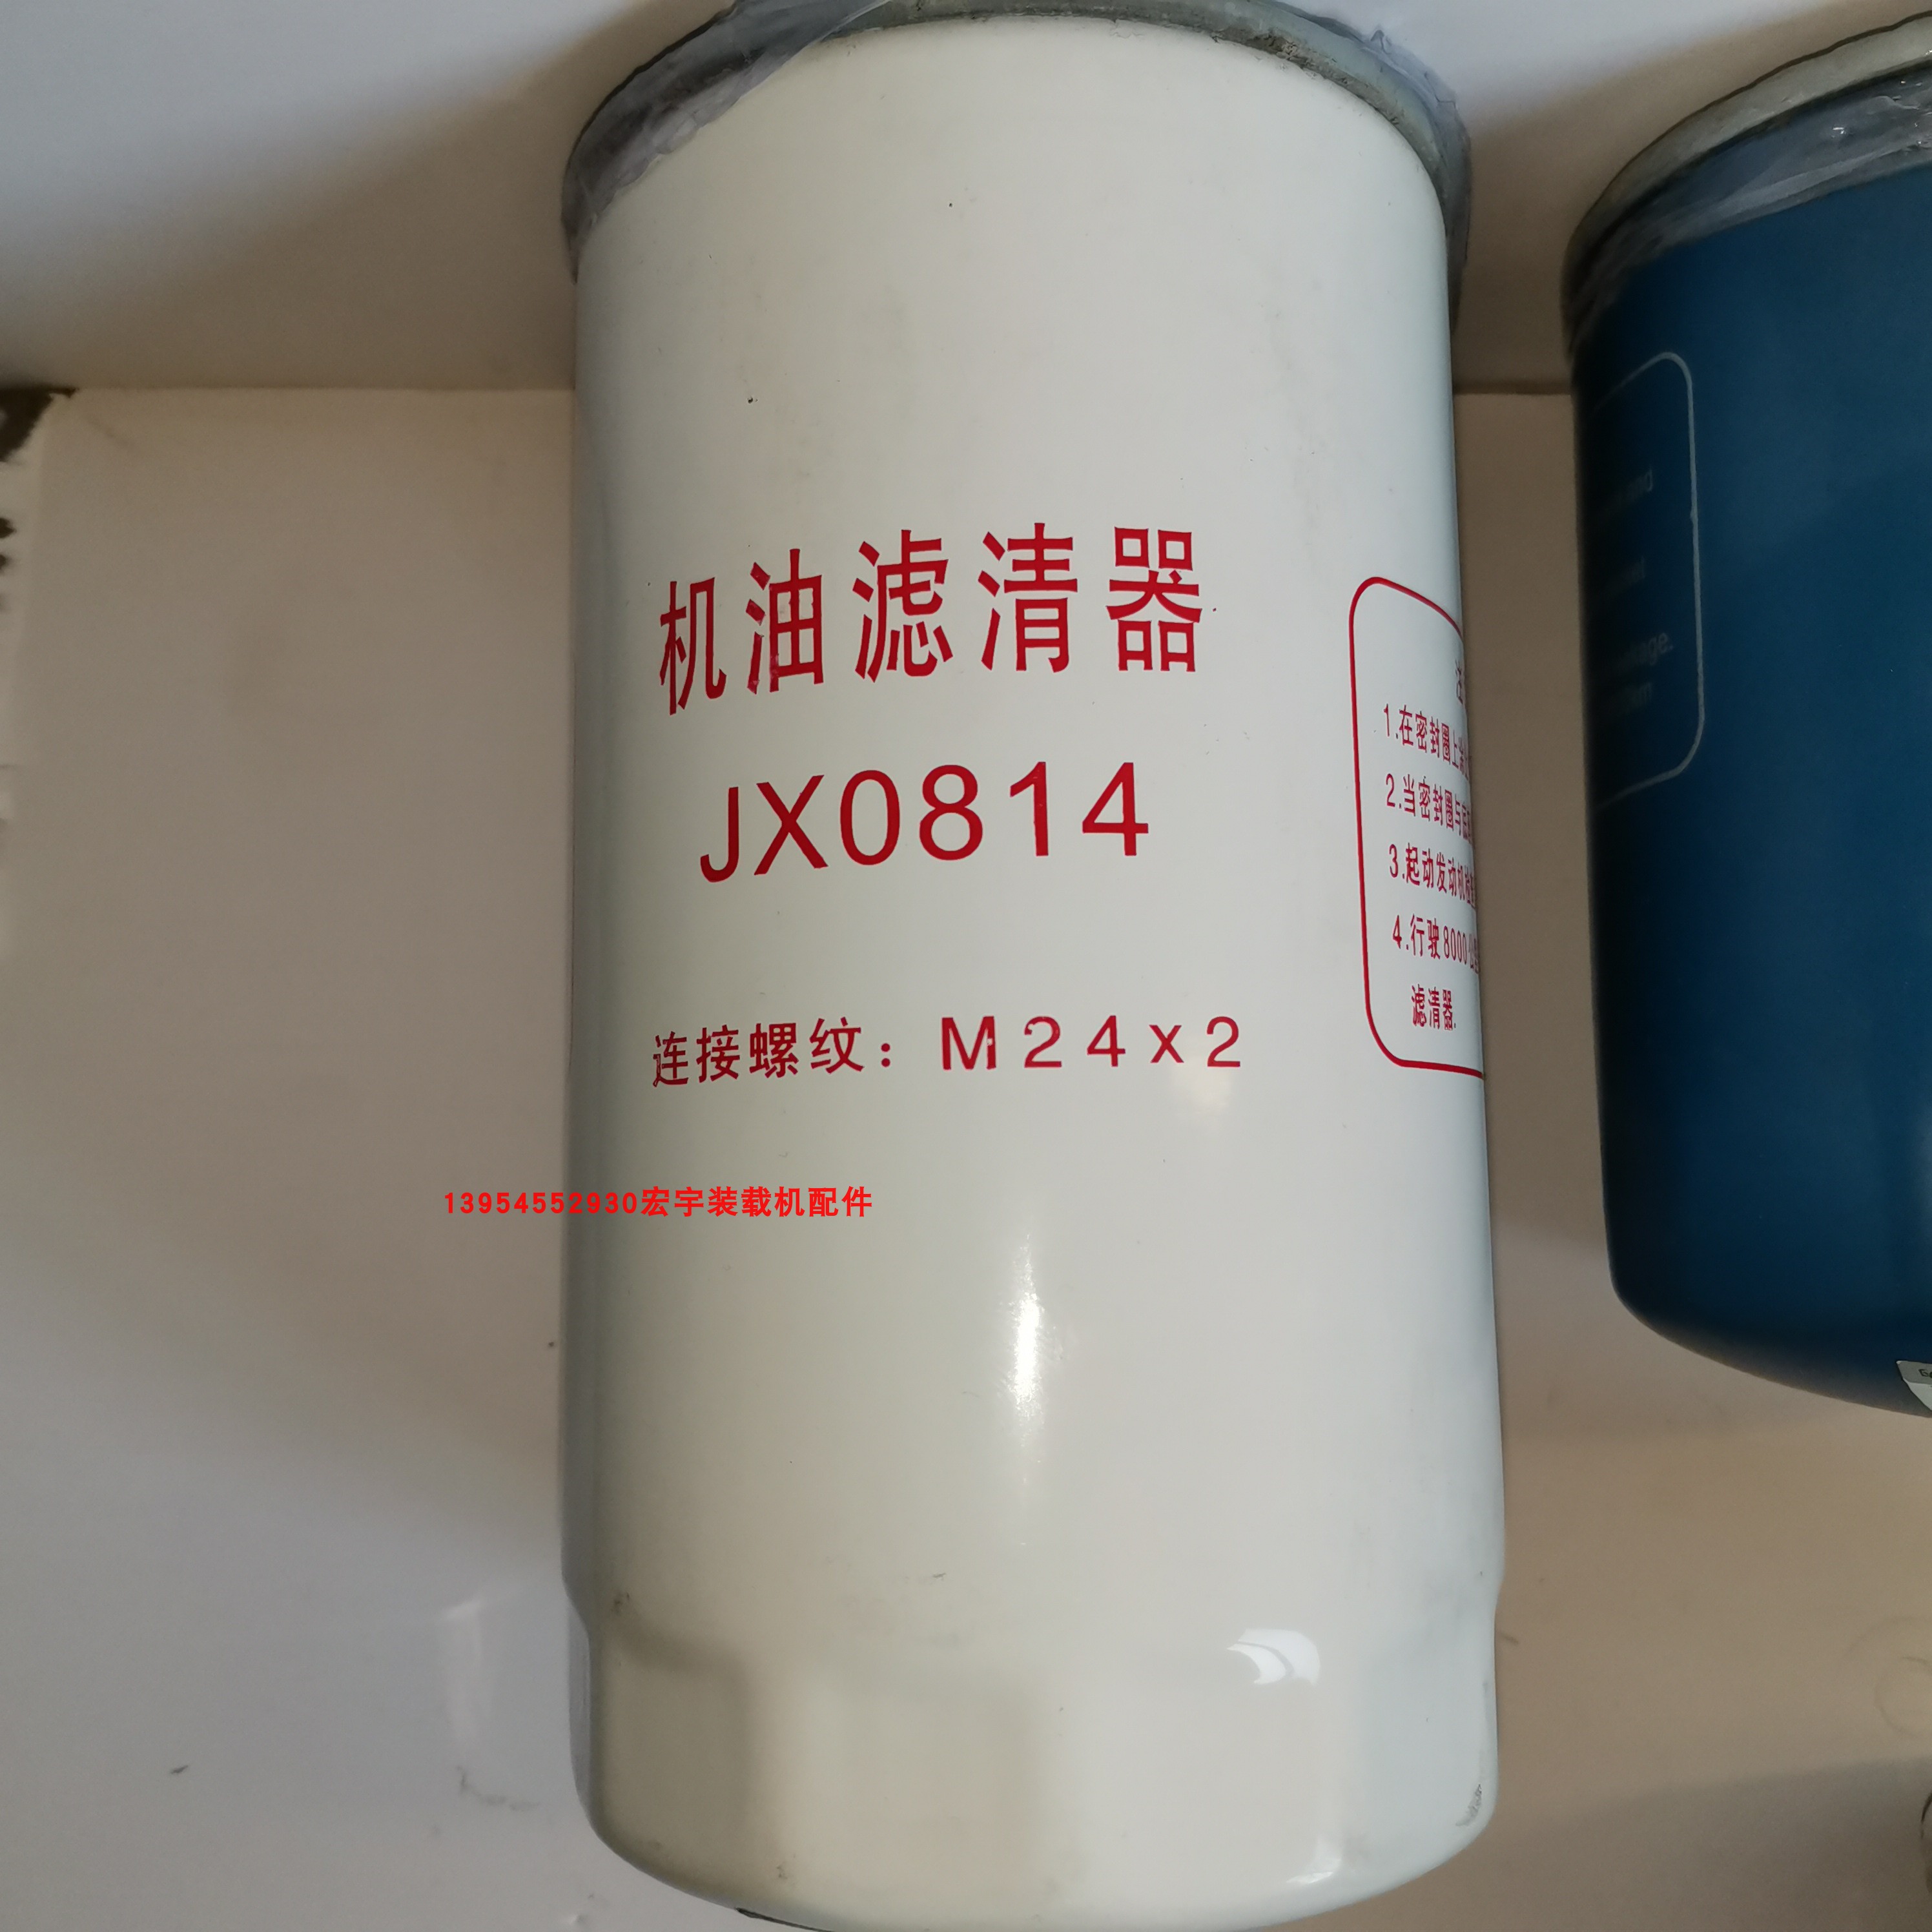 机油滤清器
JX0814
连接螺纹：M24x2
13954552930宏宇装载机配件
1.在密封圈上
2.当密封圈与
3.起动发动机
4.行驶8000公
滤清器.